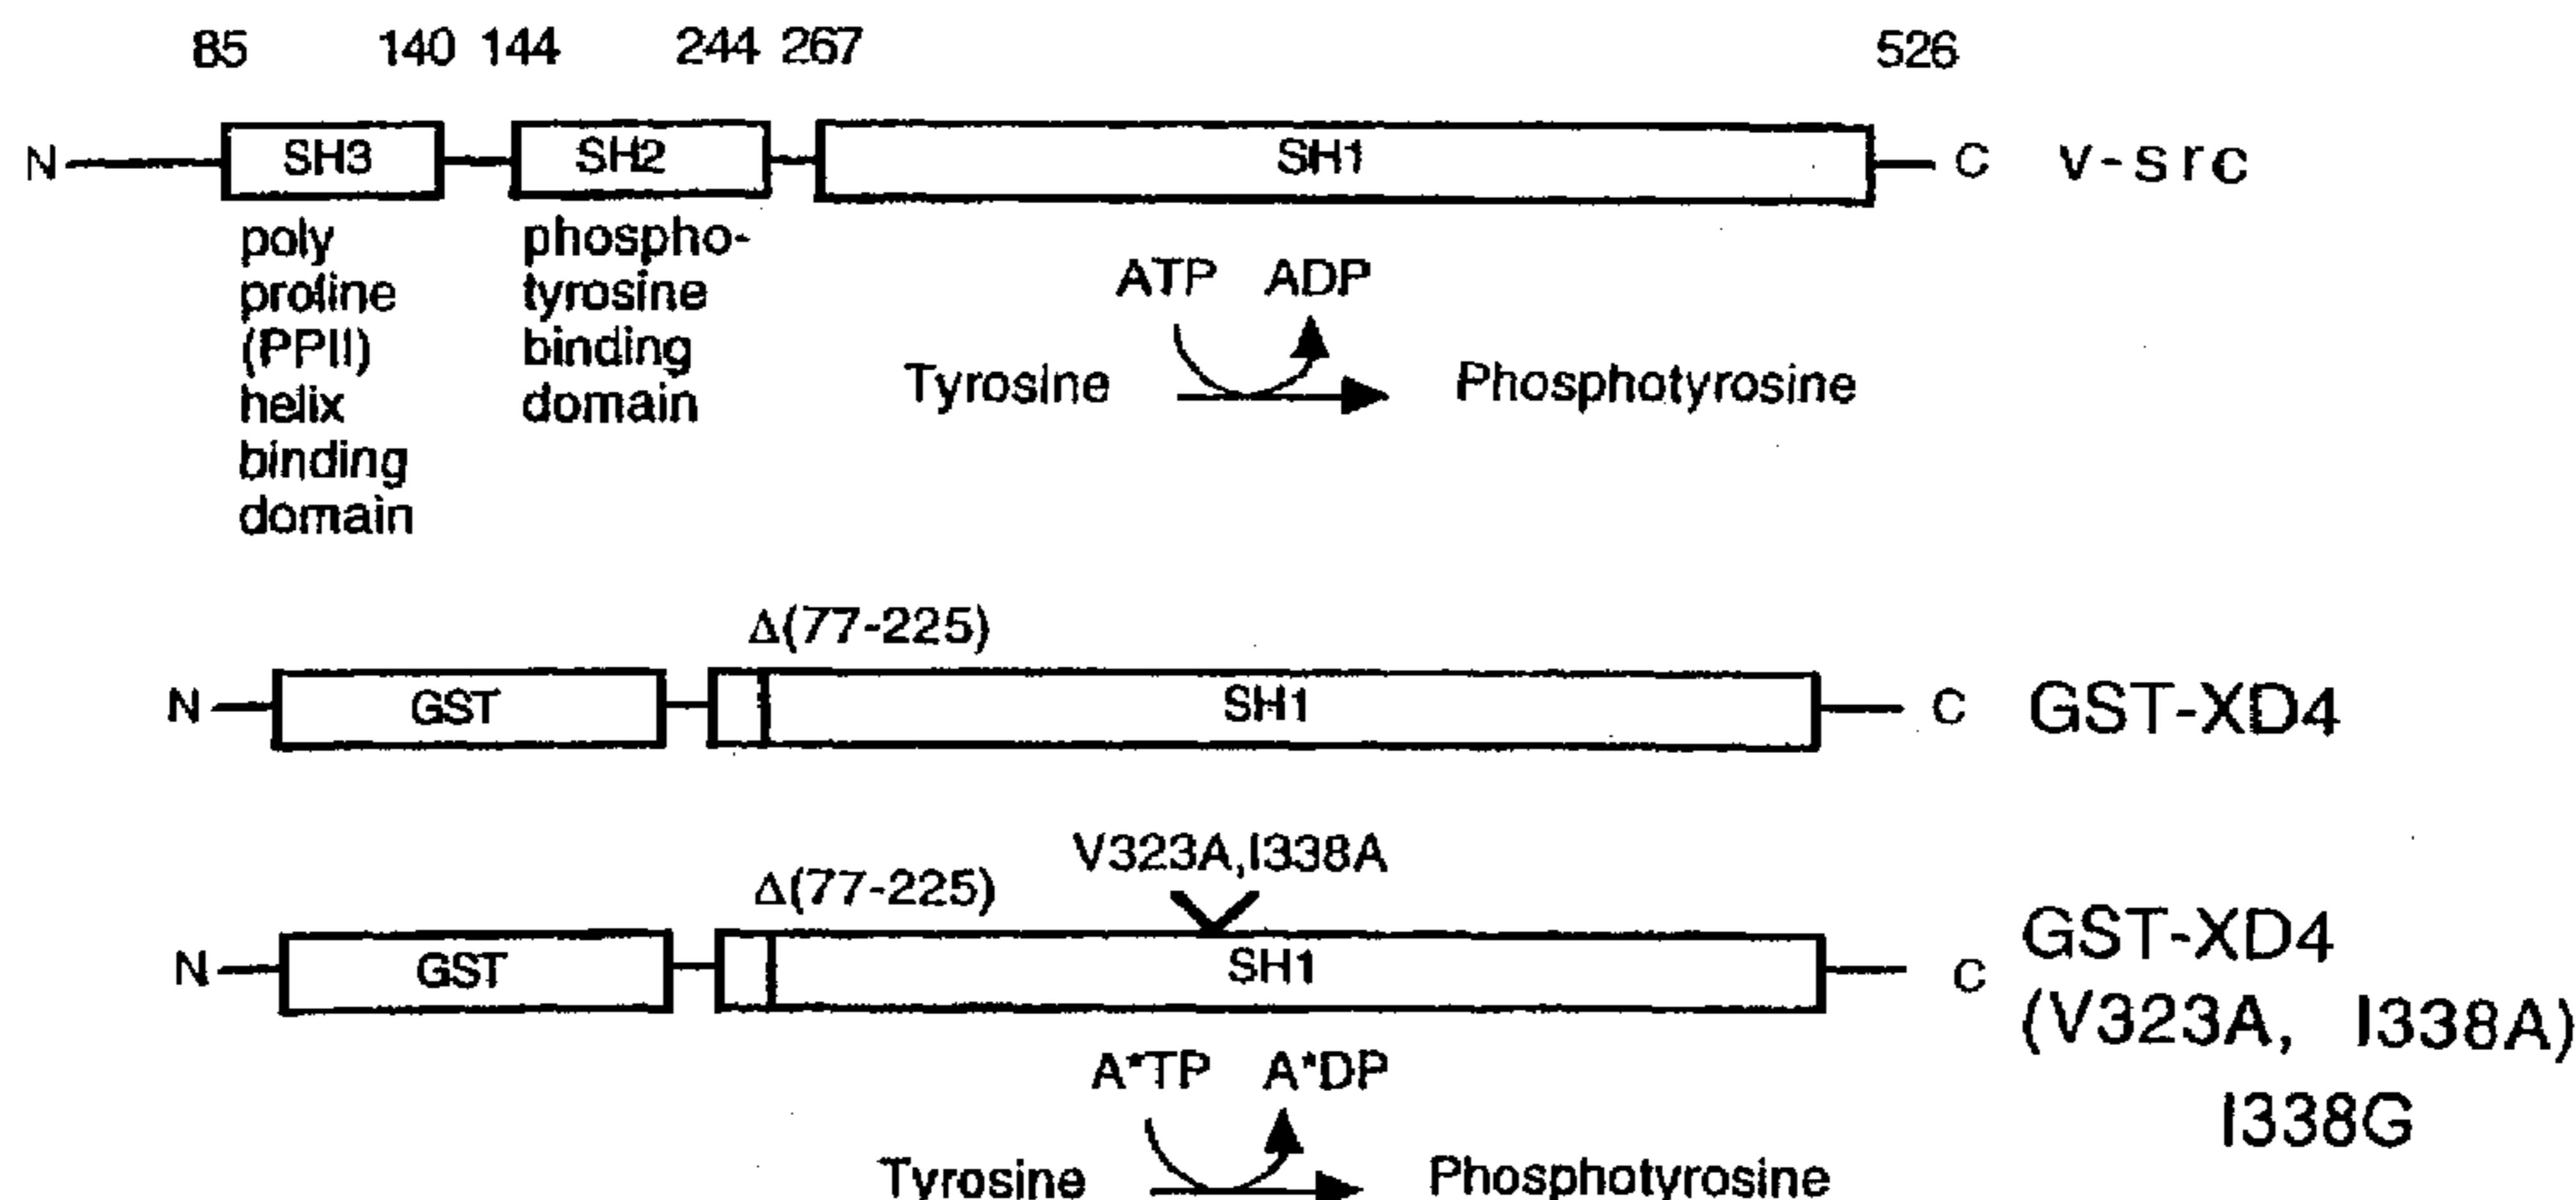 85 140 144 244 267 526
N SH3 SH2 SH1 C v-src
poly
proline
(PPII)
helix
binding
domain
phospho-
tyrosine
binding
domain
ATP ADP
Tyrosine Phosphotyrosine
Δ(77-225)
N GST SH1 C GST-XD4
V323A,I338A
Δ(77-225)
N GST SH1 C
GST-XD4
(V323A, I338A)
I338G
A*TP A*DP
Tyrosine Phosphotyrosine